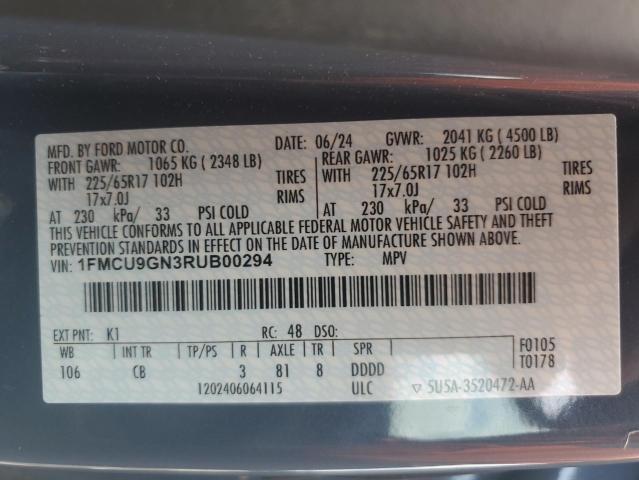 MFD. BY FORD MOTOR CO. DATE: 06/24 GVWR: 2041 KG ( 4500 LB)
FRONT GAWR: 1065 KG ( 2348 LB) REAR GAWR: 1025 KG ( 2260 LB)
WITH 225/65R17 102H TIRES WITH 225/65R17 102H TIRES
17x7.0J RIMS 17x7.0J RIMS
AT 230 kPa/ 33 PSI COLD AT 230 kPa/ 33 PSI COLD
THIS VEHICLE CONFORMS TO ALL APPLICABLE FEDERAL MOTOR VEHICLE SAFETY AND THEFT
PREVENTION STANDARDS IN EFFECT ON THE DATE OF MANUFACTURE SHOWN ABOVE.
VIN: 1FMCU9GN3RUB00294 TYPE: MPV
EXT PNT: K1 RC: 48 DSO:
WB INT TR TP/PS R AXLE TR SPR F0105
106 CB 3 81 8 DDDD T0178
1202406064115 ULC ▽ 5U5A-3520472-AA